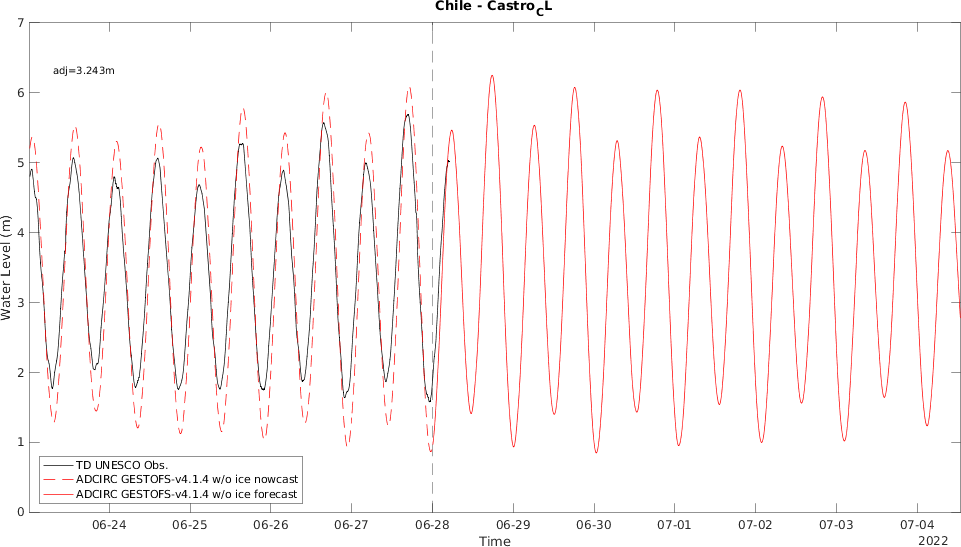 Chile - Castro_CL
7
adj=3.243m
6
5
4
Water Level (m)
3
2
1
TD UNESCO Obs.
ADCIRC GESTOFS-v4.1.4 w/o ice nowcast
ADCIRC GESTOFS-v4.1.4 w/o ice forecast
0
06-24 06-25 06-26 06-27 06-28 06-29 06-30 07-01 07-02 07-03 07-04
Time
2022